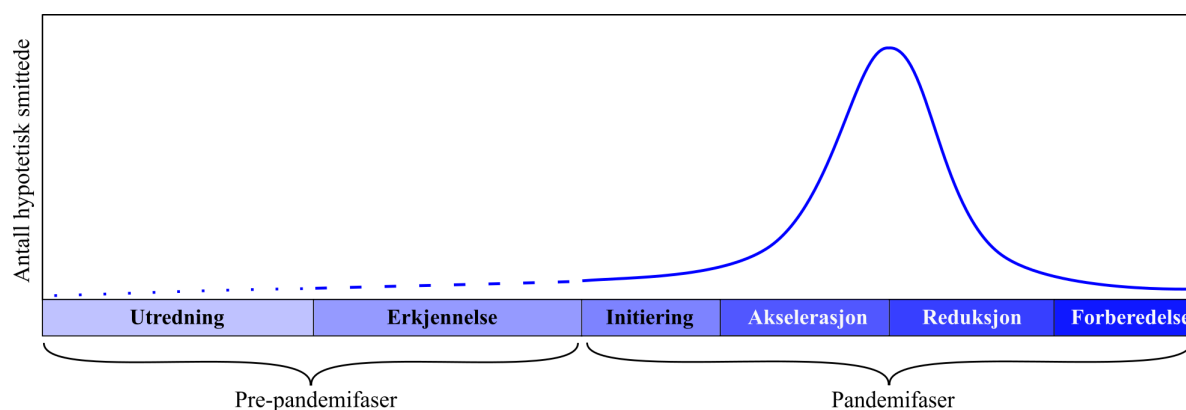 Antall hypotetisk smittede
Utredning
Erkjennelse
Initiering
Akselerasjon
Reduksjon
Forberedelse
Pre-pandemifaser
Pandemifaser